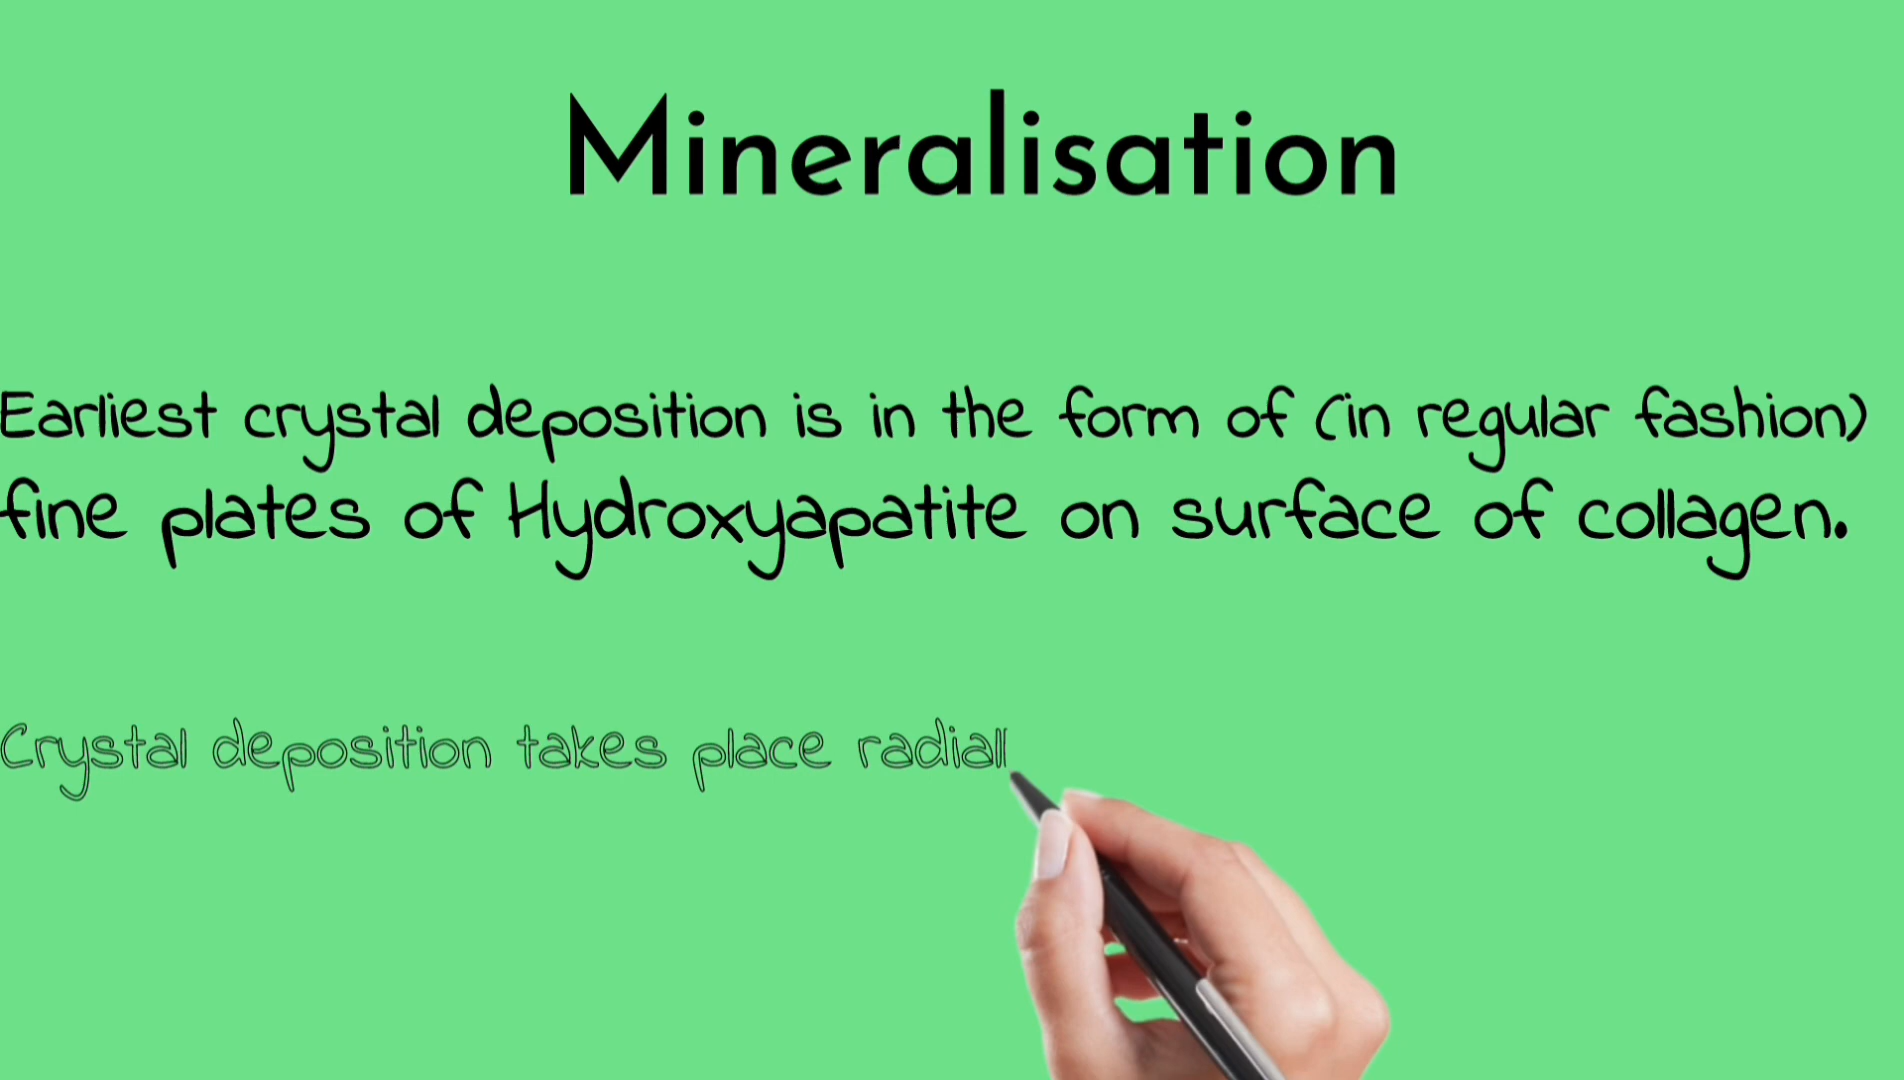 Mineralisation
Earliest crystal deposition is in the form of (in regular fashion)
fine plates of Hydroxyapatite on surface of collagen.
Crystal deposition takes place radiall